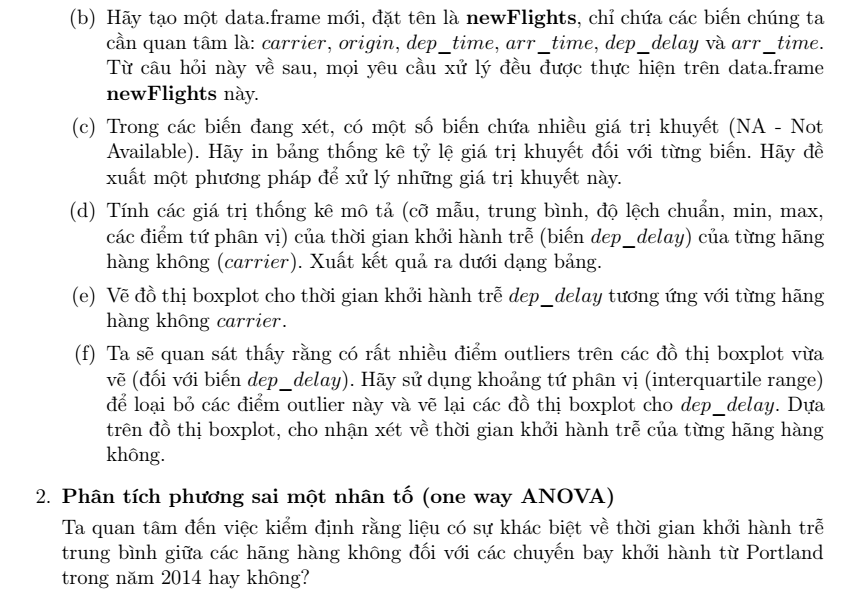 (b) Hãy tạo một data.frame mới, đặt tên là newFlights, chỉ chứa các biến chúng ta
cần quan tâm là: carrier, origin, dep_time, arr_time, dep_delay và arr_time.
Từ câu hỏi này về sau, mọi yêu cầu xử lý đều được thực hiện trên data.frame
newFlights này.
(c) Trong các biến đang xét, có một số biến chứa nhiều giá trị khuyết (NA - Not
Available). Hãy in bảng thống kê tỷ lệ giá trị khuyết đối với từng biến. Hãy đề
xuất một phương pháp để xử lý những giá trị khuyết này.
(d) Tính các giá trị thống kê mô tả (cỡ mẫu, trung bình, độ lệch chuẩn, min, max,
các điểm tứ phân vị) của thời gian khởi hành trễ (biến dep_delay) của từng hãng
hàng không (carrier). Xuất kết quả ra dưới dạng bảng.
(e) Vẽ đồ thị boxplot cho thời gian khởi hành trễ dep_delay tương ứng với từng hãng
hàng không carrier.
(f) Ta sẽ quan sát thấy rằng có rất nhiều điểm outliers trên các đồ thị boxplot vừa
vẽ (đối với biến dep_delay). Hãy sử dụng khoảng tứ phân vị (interquartile range)
để loại bỏ các điểm outlier này và vẽ lại các đồ thị boxplot cho dep_delay. Dựa
trên đồ thị boxplot, cho nhận xét về thời gian khởi hành trễ của từng hãng hàng
không.
2. Phân tích phương sai một nhân tố (one way ANOVA)
Ta quan tâm đến việc kiểm định rằng liệu có sự khác biệt về thời gian khởi hành trễ
trung bình giữa các hãng hàng không đối với các chuyến bay khởi hành từ Portland
trong năm 2014 hay không?